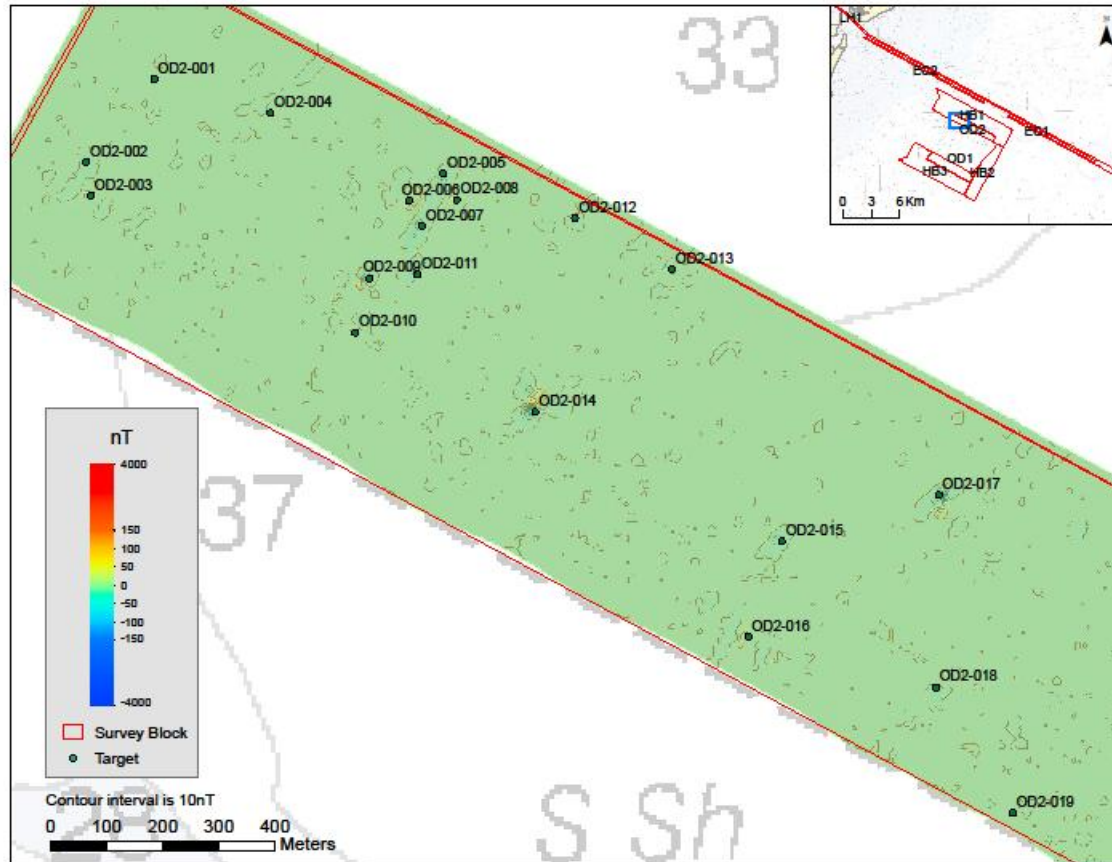 33
LH1
EC2
HB1
OD2
EC1
OD1
HB3
HB2
0 3 6 Km
OD2-001
OD2-004
OD2-002
OD2-003
OD2-005
OD2-006
OD2-008
OD2-007
OD2-012
OD2-009
OD2-011
OD2-013
OD2-010
OD2-014
37
OD2-017
OD2-015
OD2-016
OD2-018
OD2-019
nT
4000
150
100
50
0
-50
-100
-150
-4000
Survey Block
Target
Contour interval is 10nT
0 100 200 300 400
Meters
28
S Sh